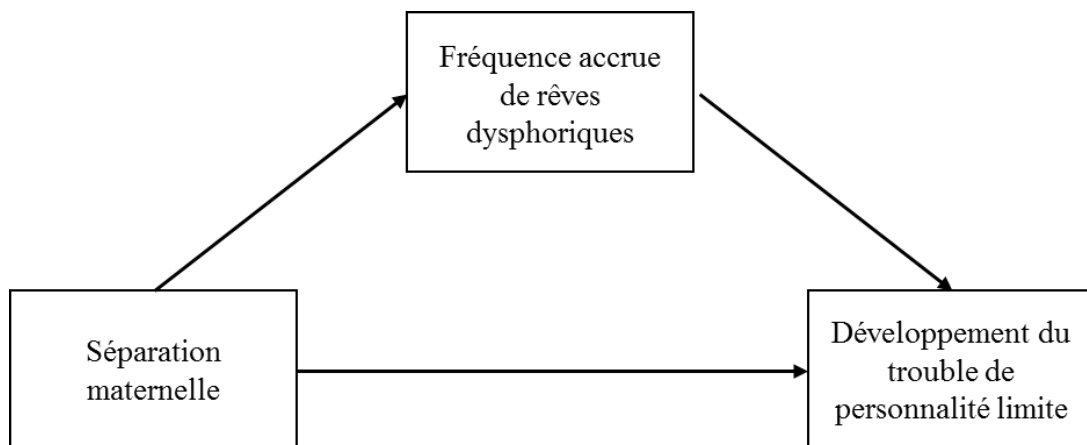 Fréquence accrue
de rêves
dysphoriques
Séparation
maternelle
Développement du
trouble de
personnalité limite